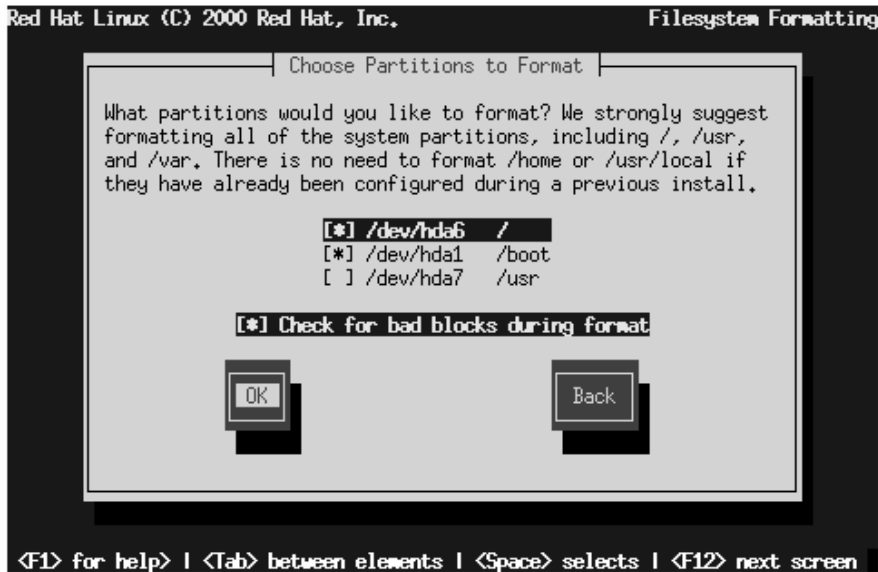 Red Hat Linux (C) 2000 Red Hat, Inc. Filesystem Formatting
Choose Partitions to Format
What partitions would you like to format? We strongly suggest
formatting all of the system partitions, including /, /usr,
and /var. There is no need to format /home or /usr/local if
they have already been configured during a previous install.
[*] /dev/hda6 /
[*] /dev/hda1 /boot
[ ] /dev/hda7 /usr
[*] Check for bad blocks during format
OK Back
<F1> for help> | <Tab> between elements | <Space> selects | <F12> next screen